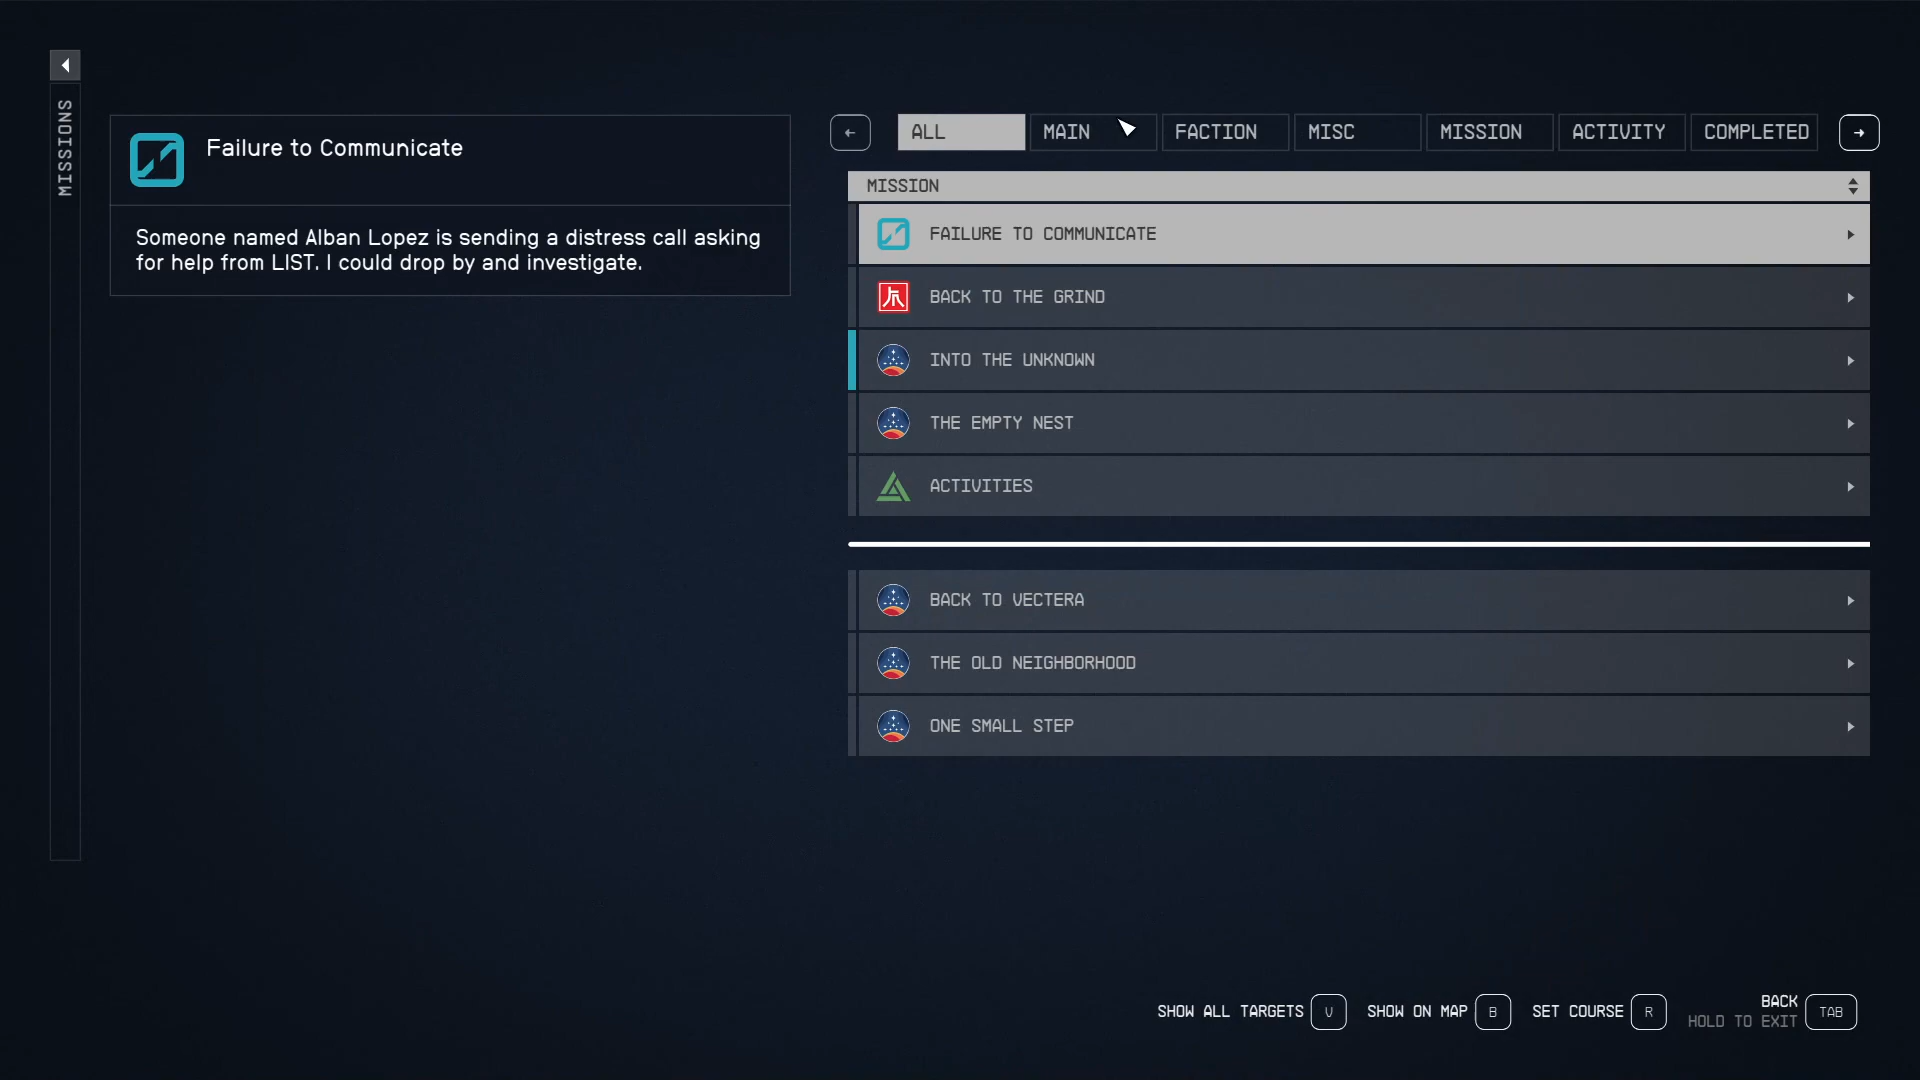 MISSIONS
Failure to Communicate
Someone named Alban Lopez is sending a distress call asking
for help from LIST. I could drop by and investigate.
ALL MAIN FACTION MISC MISSION ACTIVITY COMPLETED
MISSION
FAILURE TO COMMUNICATE
BACK TO THE GRIND
INTO THE UNKNOWN
THE EMPTY NEST
ACTIVITIES
BACK TO VECTERA
THE OLD NEIGHBORHOOD
ONE SMALL STEP
SHOW ALL TARGETS V SHOW ON MAP B SET COURSE R BACK TAB
HOLD TO EXIT